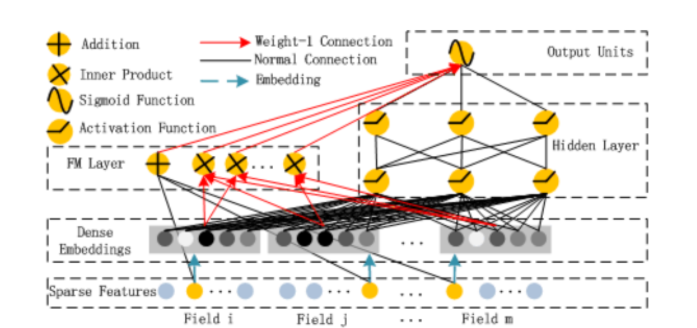 Addition
Weight-1 Connection
Output Units
Inner Product
Normal Connection
Sigmoid Function
Embedding
Activation Function
Hidden Layer
FM Layer
...
Dense
Embeddings
...
Sparse Features
... ... ... ...
Field i Field j ... Field m